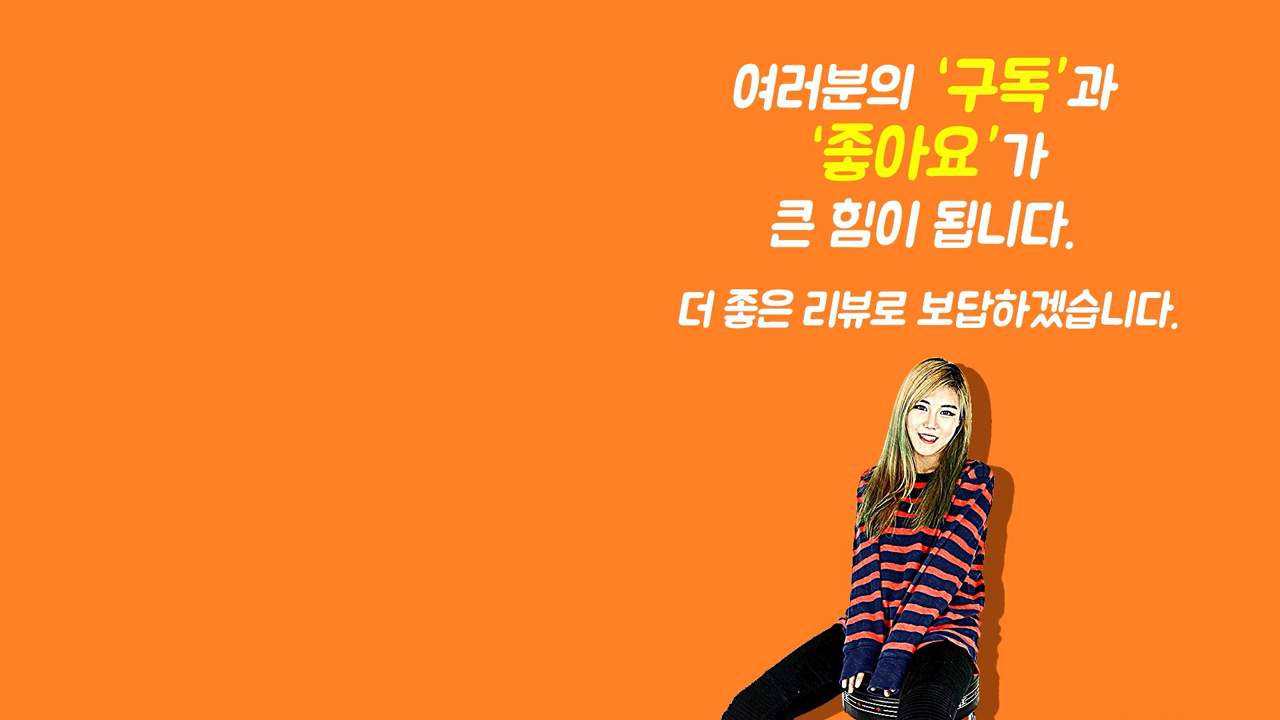 여러분의 ‘구독’과
‘좋아요’가
큰 힘이 됩니다.
더 좋은 리뷰로 보답하겠습니다.